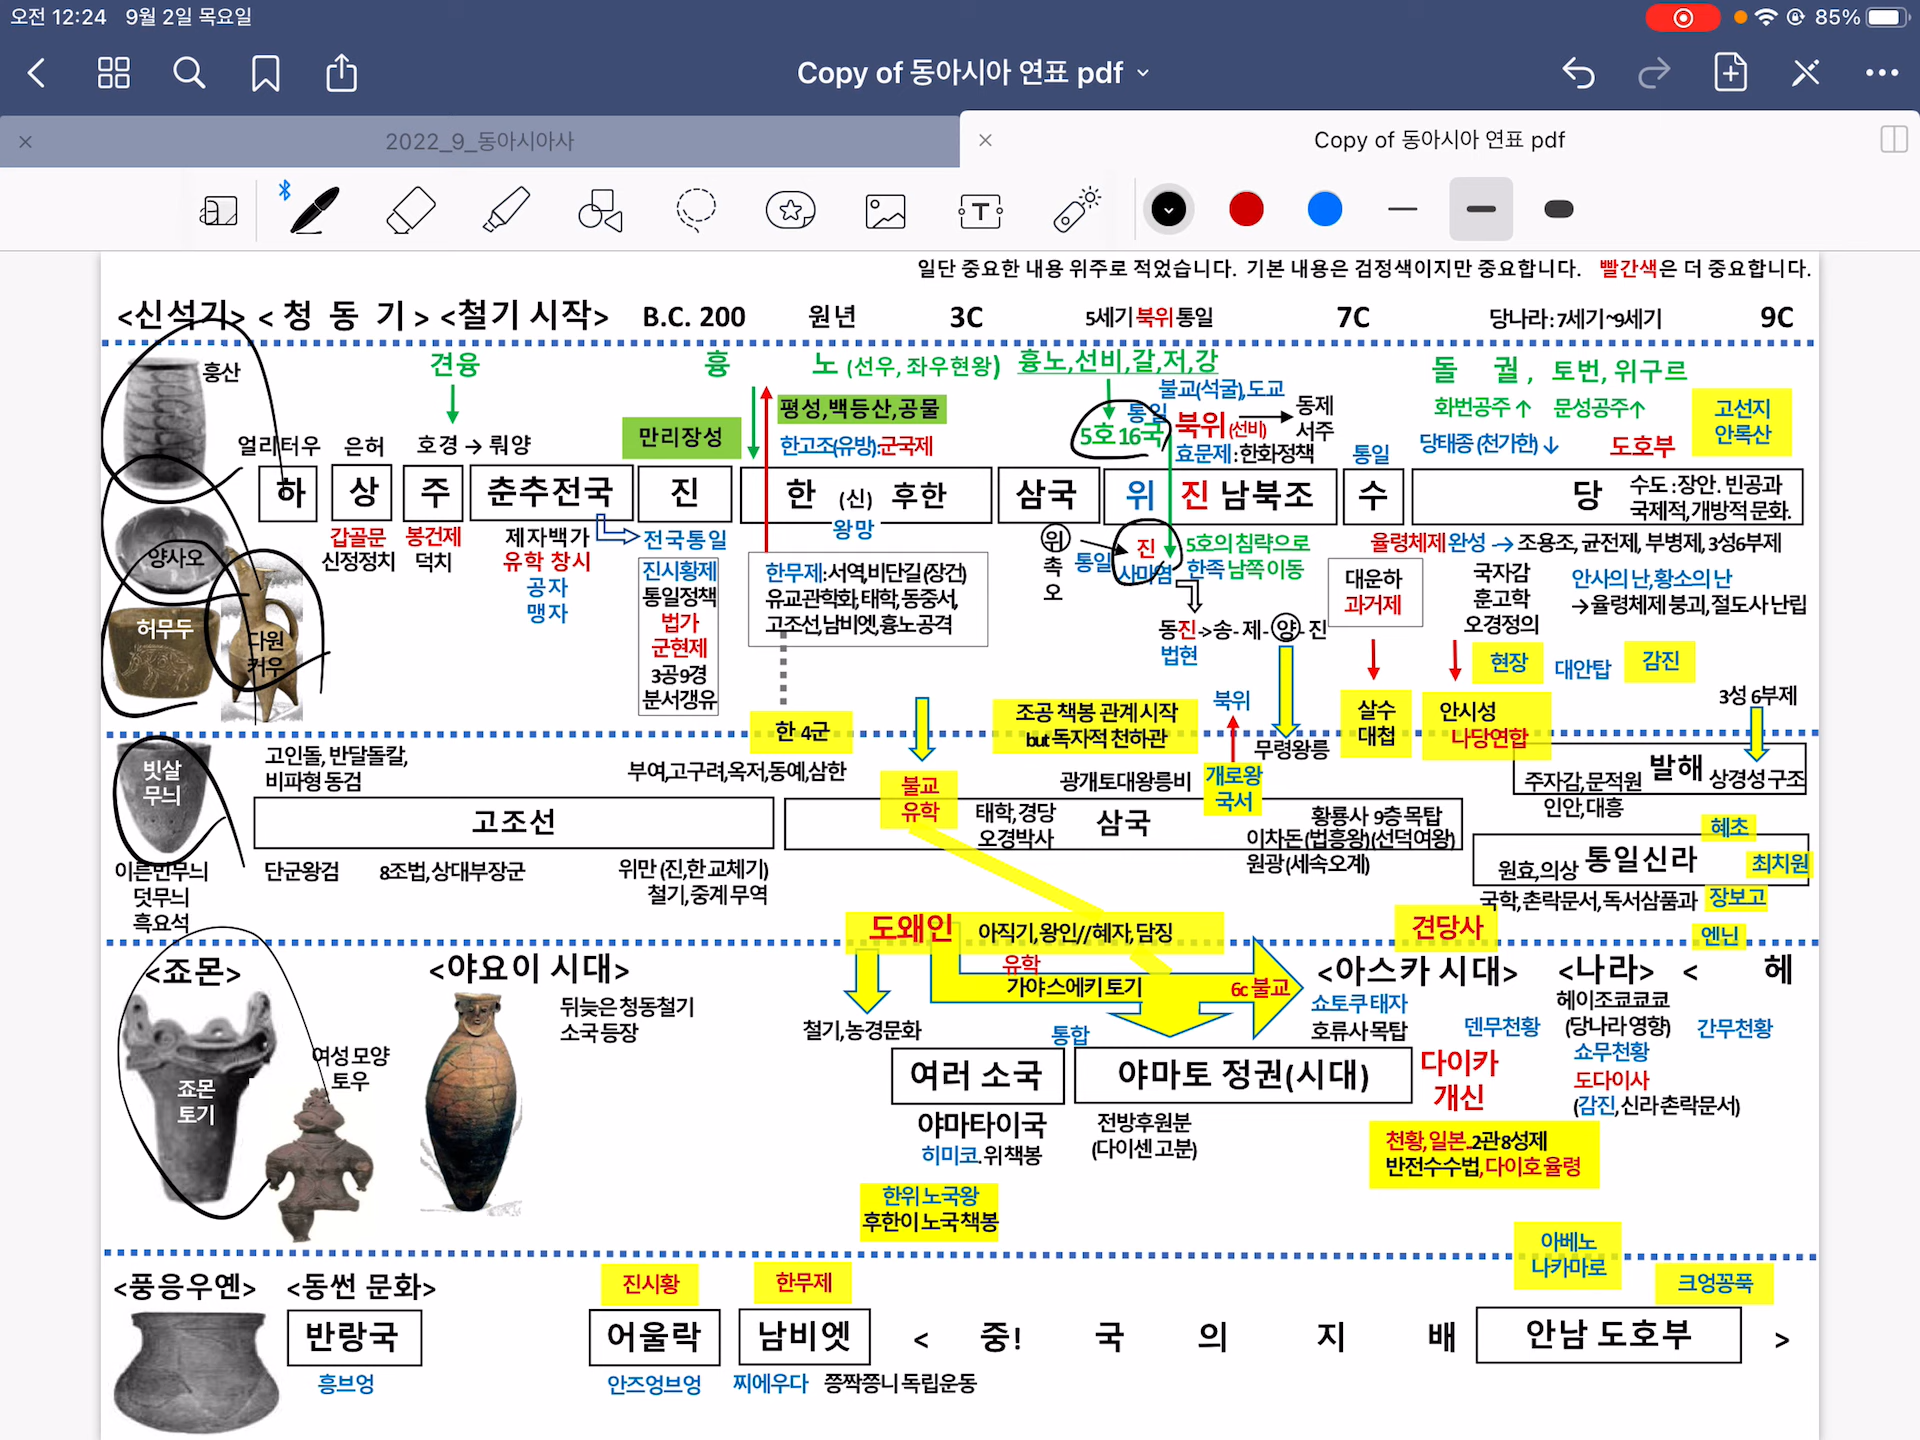 오전 12:24 9월 2일 목요일
85%
Copy of 동아시아 연표 pdf
2022_9_동아시아사
Copy of 동아시아 연표 pdf
일단 중요한 내용 위주로 적었습니다. 기본 내용은 검정색이지만 중요합니다. 빨간색은 더 중요합니다.
<신석기> <청 동 기> <철기 시작> B.C. 200 원년 3C 5세기 북위 통일 7C 당나라:7세기~9세기 9C
홍산
견융
흉 노 (선우, 좌우현왕)
흉노,선비,갈,저,강
돌 궐, 토번, 위구르
불교(석굴),도교
화번공주↑ 문성공주↑
고선지
안록산
만리장성
평성,백등산,공물
한고조(유방):군국제
통일
5호 16국
북위(선비)
동제
서주
효문제:한화정책
통일
당태종 (천가한)↓
도호부
얼리터우
은허
호경 → 뤄양
하
상
주
춘추전국
진
한 (신) 후한
삼국
위 진 남북조
수
당
수도:장안. 빈공과
국제적,개방적 문화.
갑골문
신정정치
봉건제
덕치
제자백가
유학 창시
공자
맹자
전국통일
왕망
진시황제
통일정책
법가
군현제
3공9경
분서갱유
한무제:서역,비단길(장건)
유교관학화,태학,동중서,
고조선,남비엣,흉노공격
위
촉
오
통일
진
사마염
5호의 침략으로
한족 남쪽 이동
동진->송-제-양-진
법현
율령체제완성 → 조용조, 균전제, 부병제, 3성6부제
대운하
과거제
국자감
훈고학
오경정의
안사의 난,황소의 난
→율령체제 붕괴, 절도사 난립
현장
대안탑
감진
3성 6부제
양사오
허무두
다원
커우
한 4군
조공 책봉 관계시작
but 독자적 천하관
북위
무령왕릉
살수
대첩
안시성
나당연합
빗살
무늬
고인돌, 반달돌칼,
비파형 동검
부여,고구려,옥저,동예,삼한
불교
유학
광개토대왕릉비
개로왕
국서
주자감,문적원
발해
상경성 구조
인안, 대흥
고조선
태학,경당
오경박사
삼국
황룡사 9층 목탑
이차돈(법흥왕)(선덕여왕)
원광(세속오계)
혜초
원효,의상
통일신라
최치원
국학,촌락문서,독서삼품과
장보고
엔닌
이른민무늬
덧무늬
흑요석
단군왕검
8조법,상대부장군
위만 (진,한 교체기)
철기,중계 무역
도왜인
아직기,왕인//혜자,담징
유학
가야스에키 토기
6c 불교
견당사
<죠몬>
<야요이 시대>
<아스카 시대>
<나라>
< 헤
죠몬
토기
여성 모양
토우
뒤늦은 청동철기
소국 등장
철기,농경문화
통합
쇼토쿠 태자
호류사 목탑
덴무천황
헤이조쿄쿄쿄
(당나라 영향)
쇼무천황
도다이사
(감진,신라 촌락문서)
간무천황
여러 소국
야마토 정권(시대)
다이카
개신
야마타이국
히미코.위책봉
전방후원분
(다이센 고분)
천황,일본..2관8성제
반전수수법,다이호 율령
한위 노국왕
후한이 노국책봉
아베노
나카마로
크엉꽁푹
<풍응우옌>
<동썬 문화>
진시황
한무제
반랑국
어울락
남비엣
< 중! 국 의 지 배
안남 도호부
>
흥브엉
안즈엉브엉
찌에우다
쯩짝쯩니 독립운동